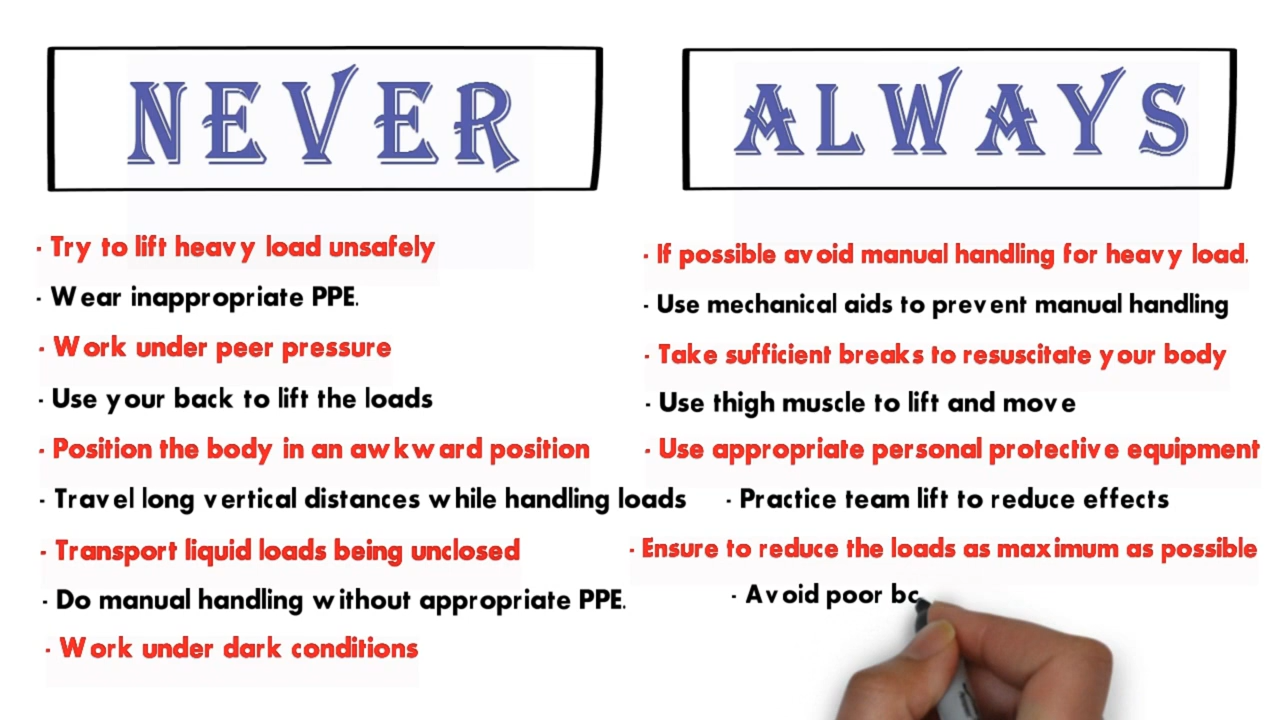 NEVER
- Try to lift heavy load unsafely
- Wear inappropriate PPE.
- Work under peer pressure
- Use your back to lift the loads
- Position the body in an awkward position
- Travel long vertical distances while handling loads
- Transport liquid loads being unclosed
- Do manual handling without appropriate PPE.
- Work under dark conditions
ALWAYS
- If possible avoid manual handling for heavy load.
- Use mechanical aids to prevent manual handling
- Take sufficient breaks to resuscitate your body
- Use thigh muscle to lift and move
- Use appropriate personal protective equipment
- Practice team lift to reduce effects
- Ensure to reduce the loads as maximum as possible
- Avoid poor